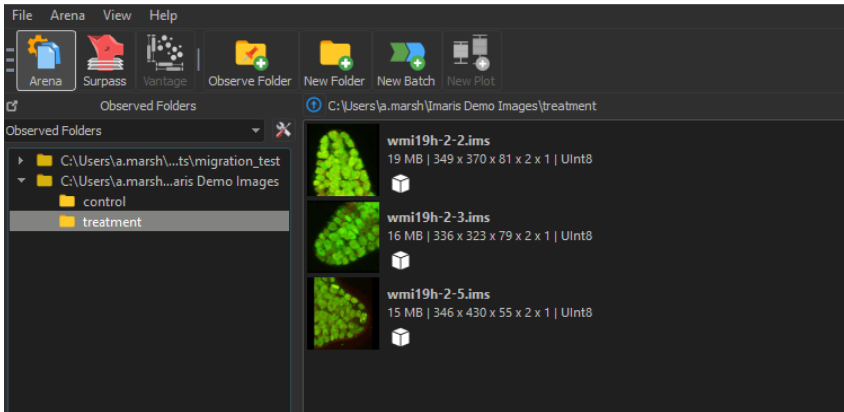 File Arena View Help
Arena Surpass Vantage Observe Folder New Folder New Batch New Plot
Observed Folders
C:\Users\a.marsh\Imaris Demo Images\treatment
Observed Folders
C:\Users\a.marsh\...ts\migration_test
C:\Users\a.marsh...aris Demo Images
control
treatment
wmi19h-2-2.ims
19 MB | 349 x 370 x 81 x 2 x 1 | UInt8
wmi19h-2-3.ims
16 MB | 336 x 323 x 79 x 2 x 1 | UInt8
wmi19h-2-5.ims
15 MB | 346 x 430 x 55 x 2 x 1 | UInt8